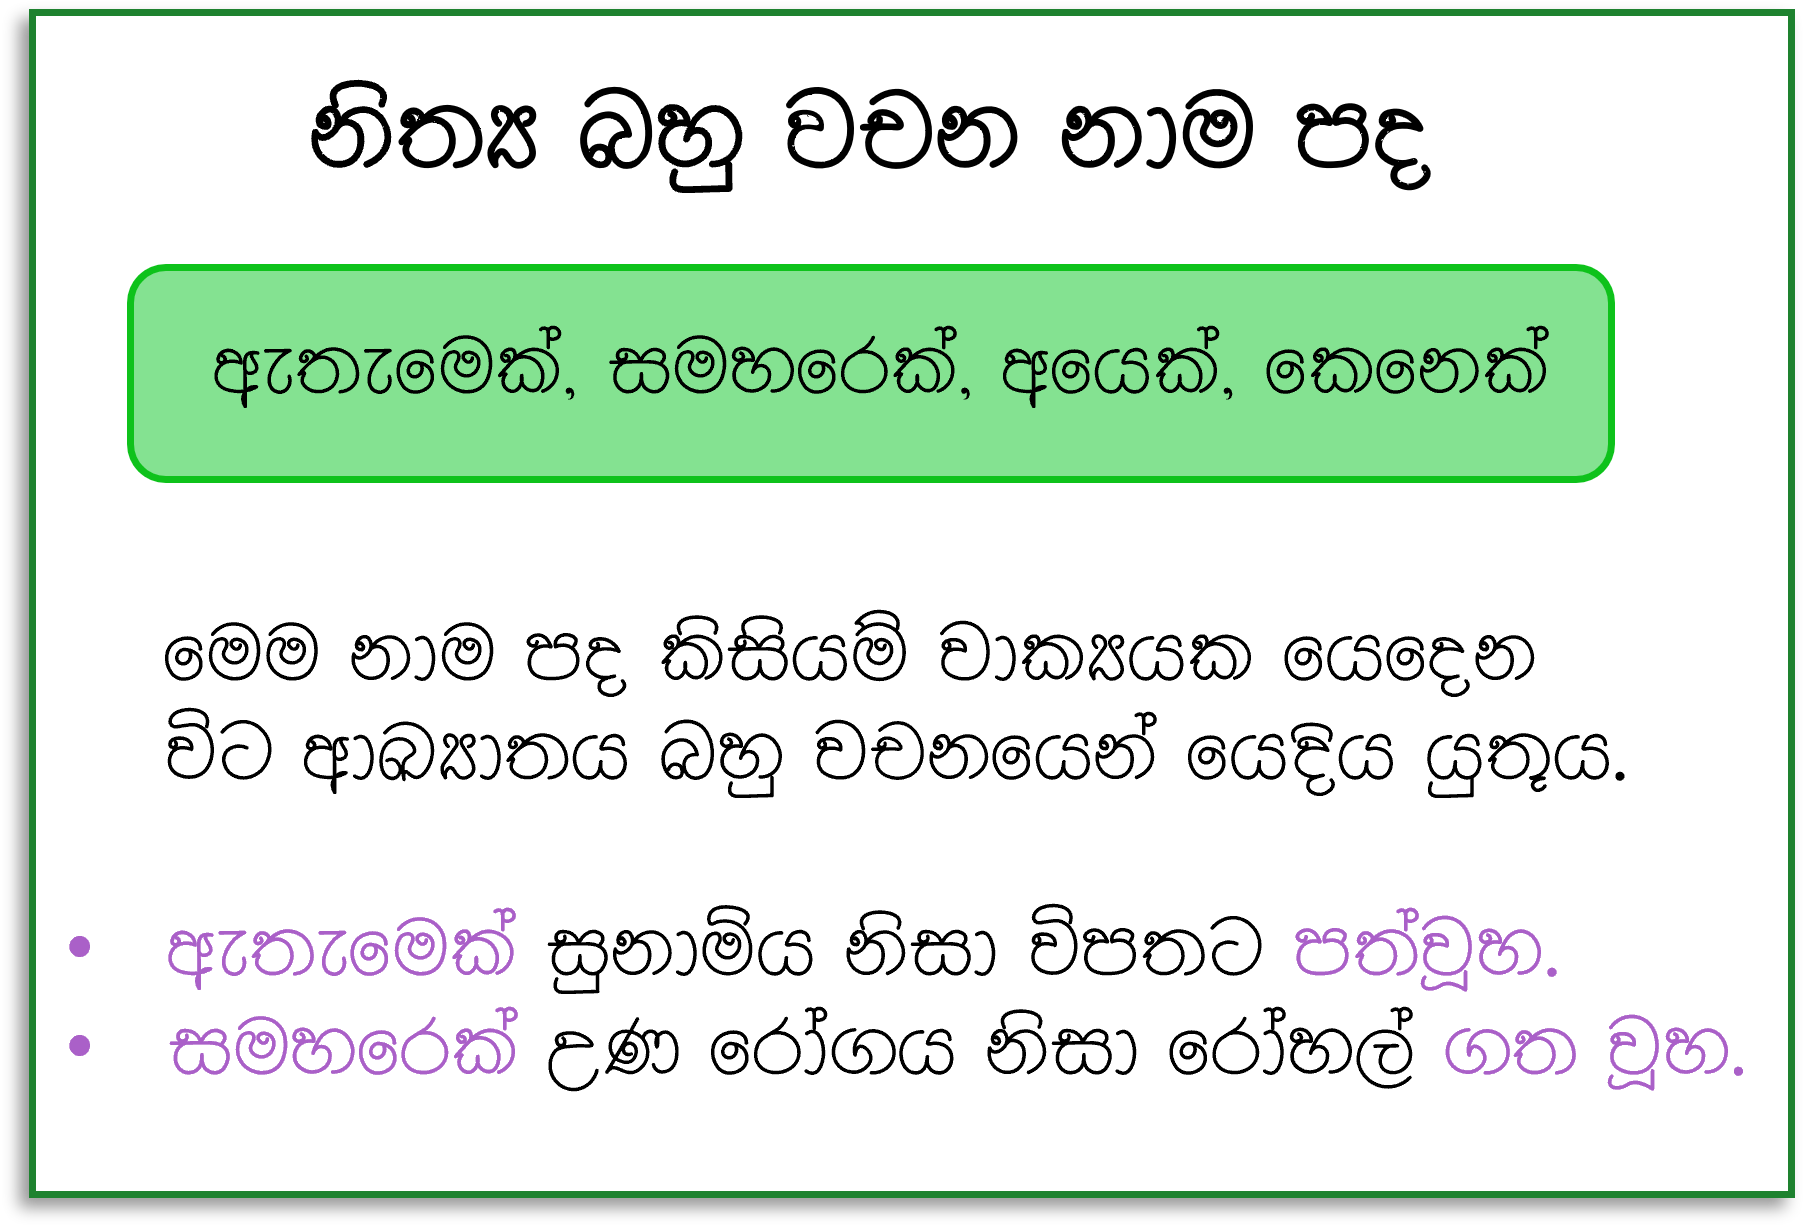 නිත්‍ය බහු වචන නාම පද
ඇතැමෙක්, සමහරෙක්, අයෙක්, කෙනෙක්
මෙම නාම පද කිසියම් වාක්‍යයක යෙදෙන
විට ආඛ්‍යාතය බහු වචනයෙන් යෙදිය යුතූය.
• ඇතැමෙක් සුනාමිය නිසා විපතට පත්වූහ.
• සමහරෙක් උණ රෝගය නිසා රෝහල් ගත වූහ.